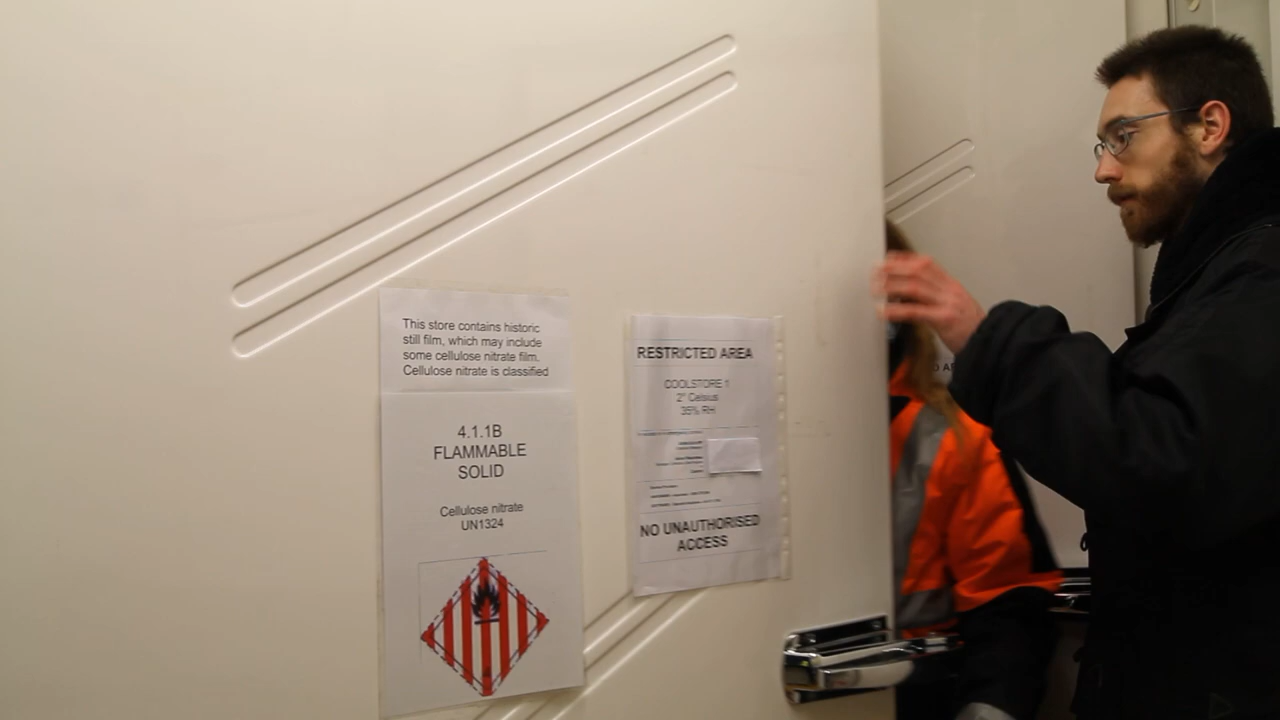 This store contains historic
still film, which may include
some cellulose nitrate film.
Cellulose nitrate is classified
4.1.1B
FLAMMABLE
SOLID
Cellulose nitrate
UN1324
RESTRICTED AREA
COOLSTORE 1
2° Celsius
35% RH
NO UNAUTHORISED
ACCESS